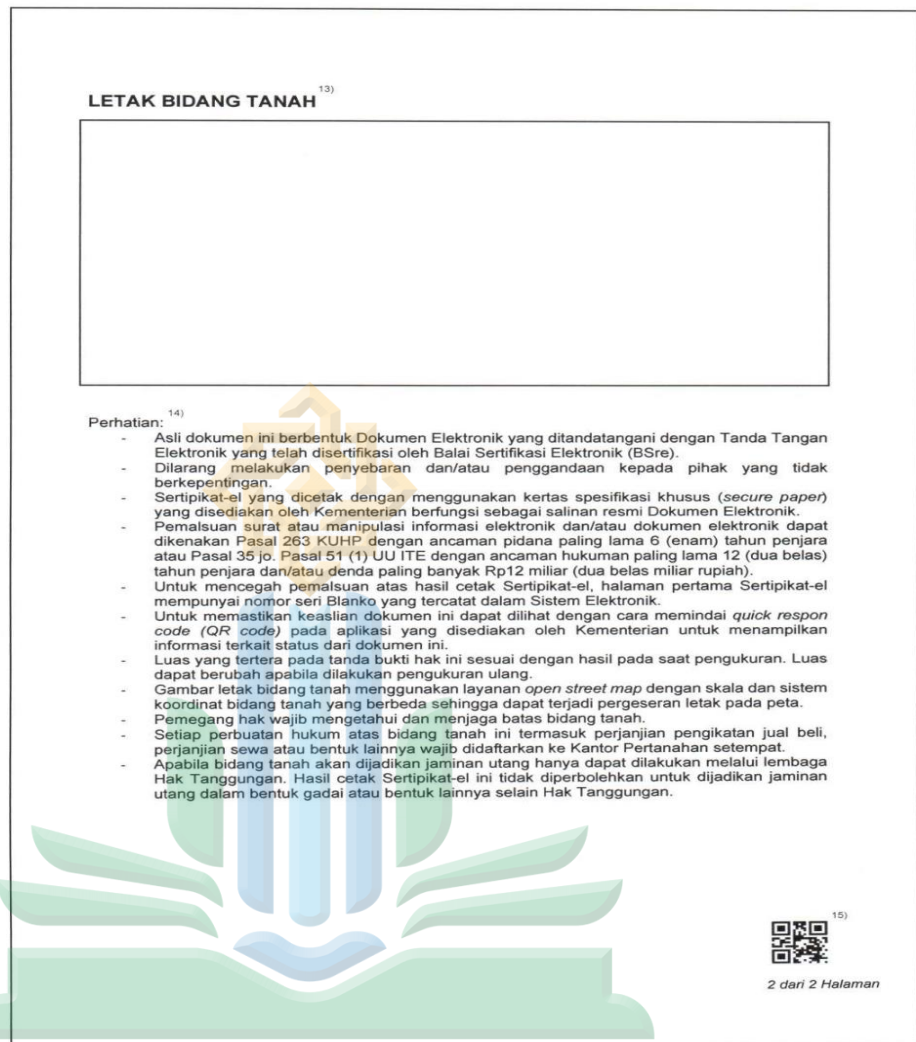 LETAK BIDANG TANAH 13)
Perhatian: 14)
- Asli dokumen ini berbentuk Dokumen Elektronik yang ditandatangani dengan Tanda Tangan
Elektronik yang telah disertifikasi oleh Balai Sertifikasi Elektronik (BSre).
- Dilarang melakukan penyebaran dan/atau penggandaan kepada pihak yang tidak
berkepentingan.
- Sertipikat-el yang dicetak dengan menggunakan kertas spesifikasi khusus (secure paper)
yang disediakan oleh Kementerian berfungsi sebagai salinan resmi Dokumen Elektronik.
- Pemalsuan surat atau manipulasi informasi elektronik dan/atau dokumen elektronik dapat
dikenakan Pasal 263 KUHP dengan ancaman pidana paling lama 6 (enam) tahun penjara
atau Pasal 35 jo. Pasal 51 (1) UU ITE dengan ancaman hukuman paling lama 12 (dua belas)
tahun penjara dan/atau denda paling banyak Rp12 miliar (dua belas miliar rupiah).
- Untuk mencegah pemalsuan atas hasil cetak Sertipikat-el, halaman pertama Sertipikat-el
mempunyai nomor seri Blanko yang tercatat dalam Sistem Elektronik.
- Untuk memastikan keaslian dokumen ini dapat dilihat dengan cara memindai quick respon
code (QR code) pada aplikasi yang disediakan oleh Kementerian untuk menampilkan
informasi terkait status dari dokumen ini.
- Luas yang tertera pada tanda bukti hak ini sesuai dengan hasil pada saat pengukuran. Luas
dapat berubah apabila dilakukan pengukuran ulang.
- Gambar letak bidang tanah menggunakan layanan open street map dengan skala dan sistem
koordinat bidang tanah yang berbeda sehingga dapat terjadi pergeseran letak pada peta.
- Pemegang hak wajib mengetahui dan menjaga batas bidang tanah.
- Setiap perbuatan hukum atas bidang tanah ini termasuk perjanjian pengikatan jual beli,
perjanjian sewa atau bentuk lainnya wajib didaftarkan ke Kantor Pertanahan setempat.
- Apabila bidang tanah akan dijadikan jaminan utang hanya dapat dilakukan melalui lembaga
Hak Tanggungan. Hasil cetak Sertipikat-el ini tidak diperbolehkan untuk dijadikan jaminan
utang dalam bentuk gadai atau bentuk lainnya selain Hak Tanggungan.
15)
2 dari 2 Halaman